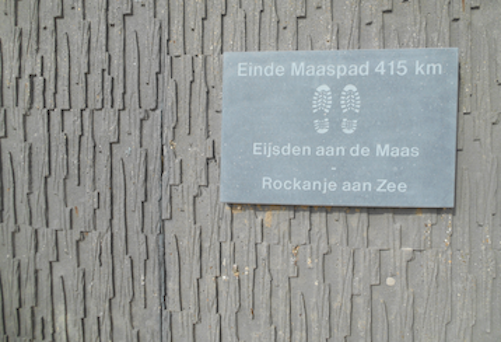 Einde Maaspad 415 km
Eijsden aan de Maas
-
Rockanje aan Zee